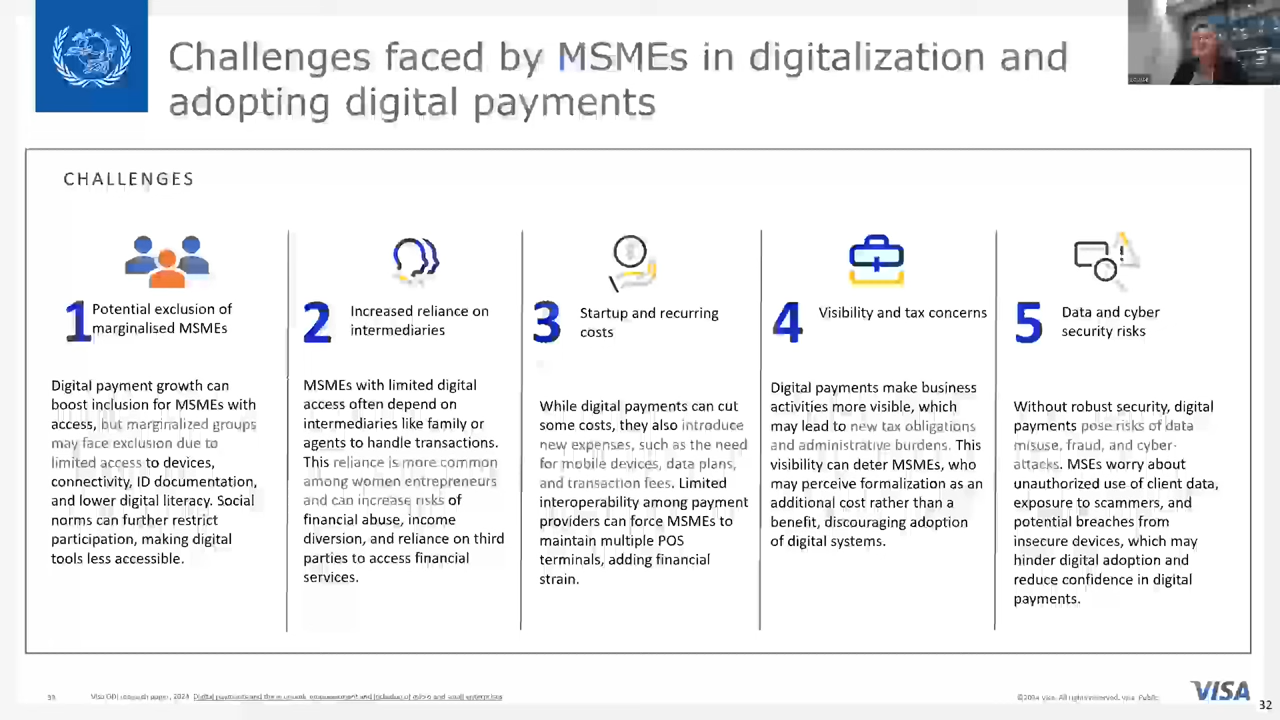 Challenges faced by MSMEs in digitalization and
adopting digital payments
CHALLENGES
1
Potential exclusion of
marginalised MSMEs
Digital payment growth can
boost inclusion for MSMEs with
access, but marginalized groups
may face exclusion due to
limited access to devices,
connectivity, ID documentation,
and lower digital literacy. Social
norms can further restrict
participation, making digital
tools less accessible.
2
Increased reliance on
intermediaries
MSMEs with limited digital
access often depend on
intermediaries like family or
agents to handle transactions.
This reliance is more common
among women entrepreneurs
and can increase risks of
financial abuse, income
diversion, and reliance on third
parties to access financial
services.
3
Startup and recurring
costs
While digital payments can cut
some costs, they also introduce
new expenses, such as the need
for mobile devices, data plans,
and transaction fees. Limited
interoperability among payment
providers can force MSMEs to
maintain multiple POS
terminals, adding financial
strain.
4
Visibility and tax concerns
Digital payments make business
activities more visible, which
may lead to new tax obligations
and administrative burdens. This
visibility can deter MSMEs, who
may perceive formalization as an
additional cost rather than a
benefit, discouraging adoption
of digital systems.
5
Data and cyber
security risks
Without robust security, digital
payments pose risks of data
misuse, fraud, and cyber-
attacks. MSEs worry about
unauthorized use of client data,
exposure to scammers, and
potential breaches from
insecure devices, which may
hinder digital adoption and
reduce confidence in digital
payments.
©2024 Visa. All rights reserved. Visa Public
VISA
32